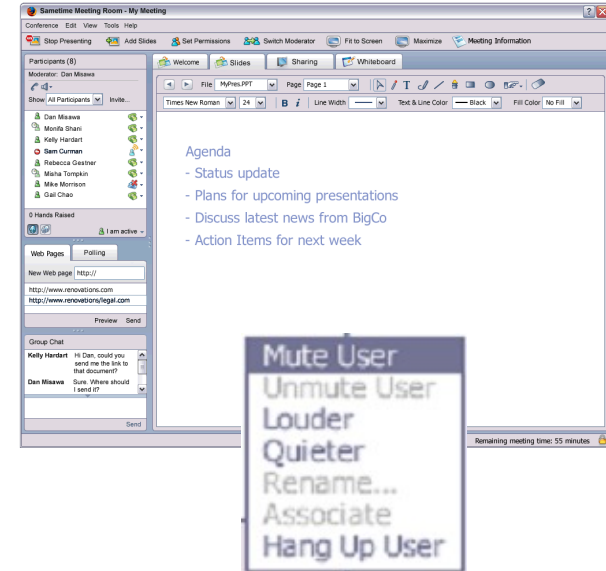 Sametime Meeting Room - My Meeting
Conference Edit View Tools Help
Stop Presenting Add Slides Set Permissions Switch Moderator Fit to Screen Maximize Meeting Information
Participants (8)
Moderator: Dan Misawa
Show All Participants Invite...
Dan Misawa
Monifa Shani
Kelly Hardart
Sam Curman
Rebecca Gestner
Misha Tompkin
Mike Morrison
Gail Chao
0 Hands Raised
I am active
Web Pages Polling
New Web page http://
http://www.renovations.com
http://www.renovations/legal.com
Preview Send
Group Chat
Kelly Hardart Hi Dan, could you
send me the link to
that document?
Dan Misawa Sure. Where should
I send it?
Send
Welcome Slides Sharing Whiteboard
File MyPres.PPT Page Page 1
Times New Roman 24 B i Line Width Text & Line Color Black Fill Color No Fill
Agenda
- Status update
- Plans for upcoming presentations
- Discuss latest news from BigCo
- Action Items for next week
Mute User
Unmute User
Louder
Quieter
Rename...
Associate
Hang Up User
Remaining meeting time: 55 minutes